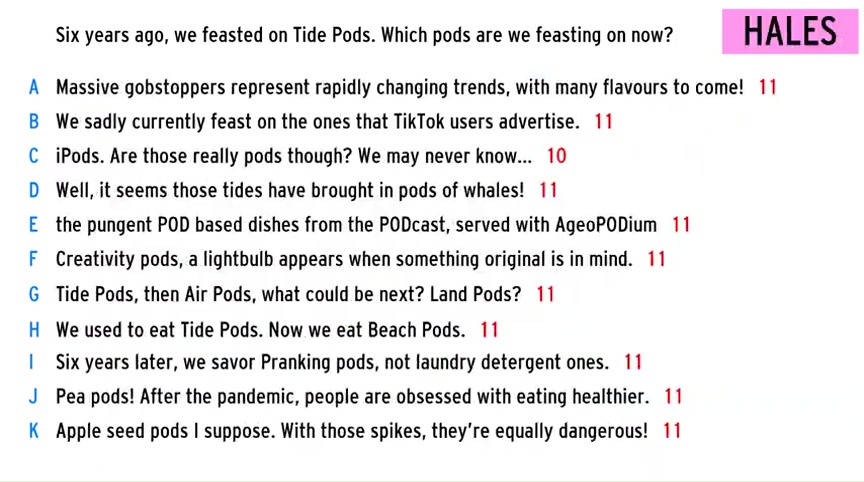 Six years ago, we feasted on Tide Pods. Which pods are we feasting on now?
HALES
A Massive gobstoppers represent rapidly changing trends, with many flavours to come! 11
B We sadly currently feast on the ones that TikTok users advertise. 11
C iPods. Are those really pods though? We may never know... 10
D Well, it seems those tides have brought in pods of whales! 11
E the pungent POD based dishes from the PODcast, served with AgeoPODium 11
F Creativity pods, a lightbulb appears when something original is in mind. 11
G Tide Pods, then Air Pods, what could be next? Land Pods? 11
H We used to eat Tide Pods. Now we eat Beach Pods. 11
I Six years later, we savor Pranking pods, not laundry detergent ones. 11
J Pea pods! After the pandemic, people are obsessed with eating healthier. 11
K Apple seed pods I suppose. With those spikes, they're equally dangerous! 11